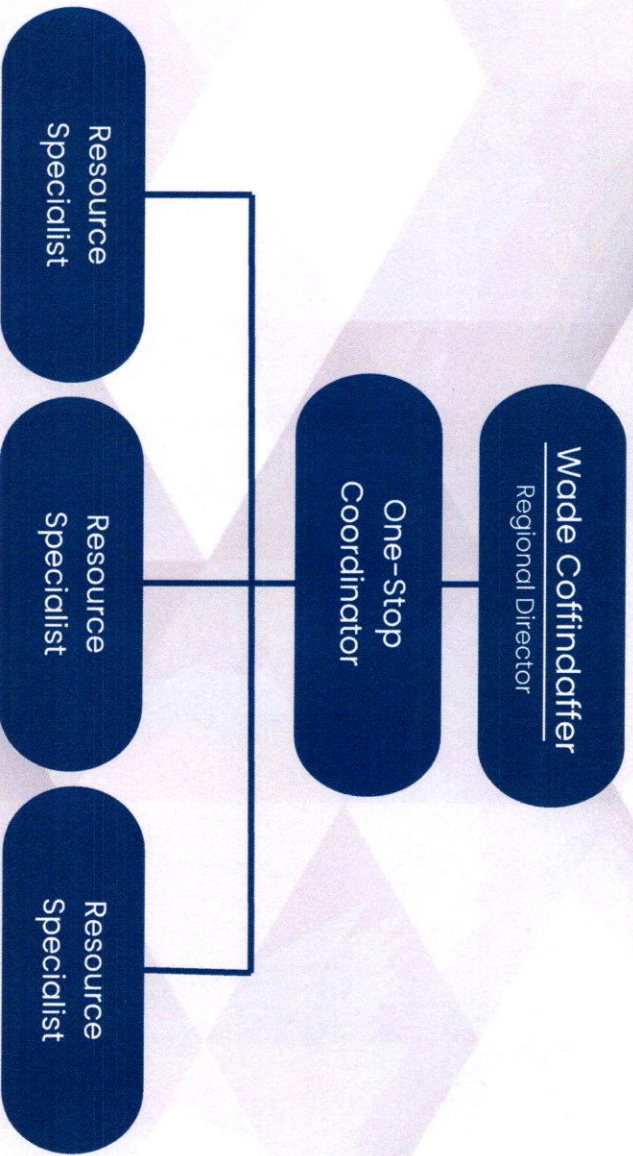 Wade Coffindaffer
Regional Director
One-Stop
Coordinator
Resource
Specialist
Resource
Specialist
Resource
Specialist